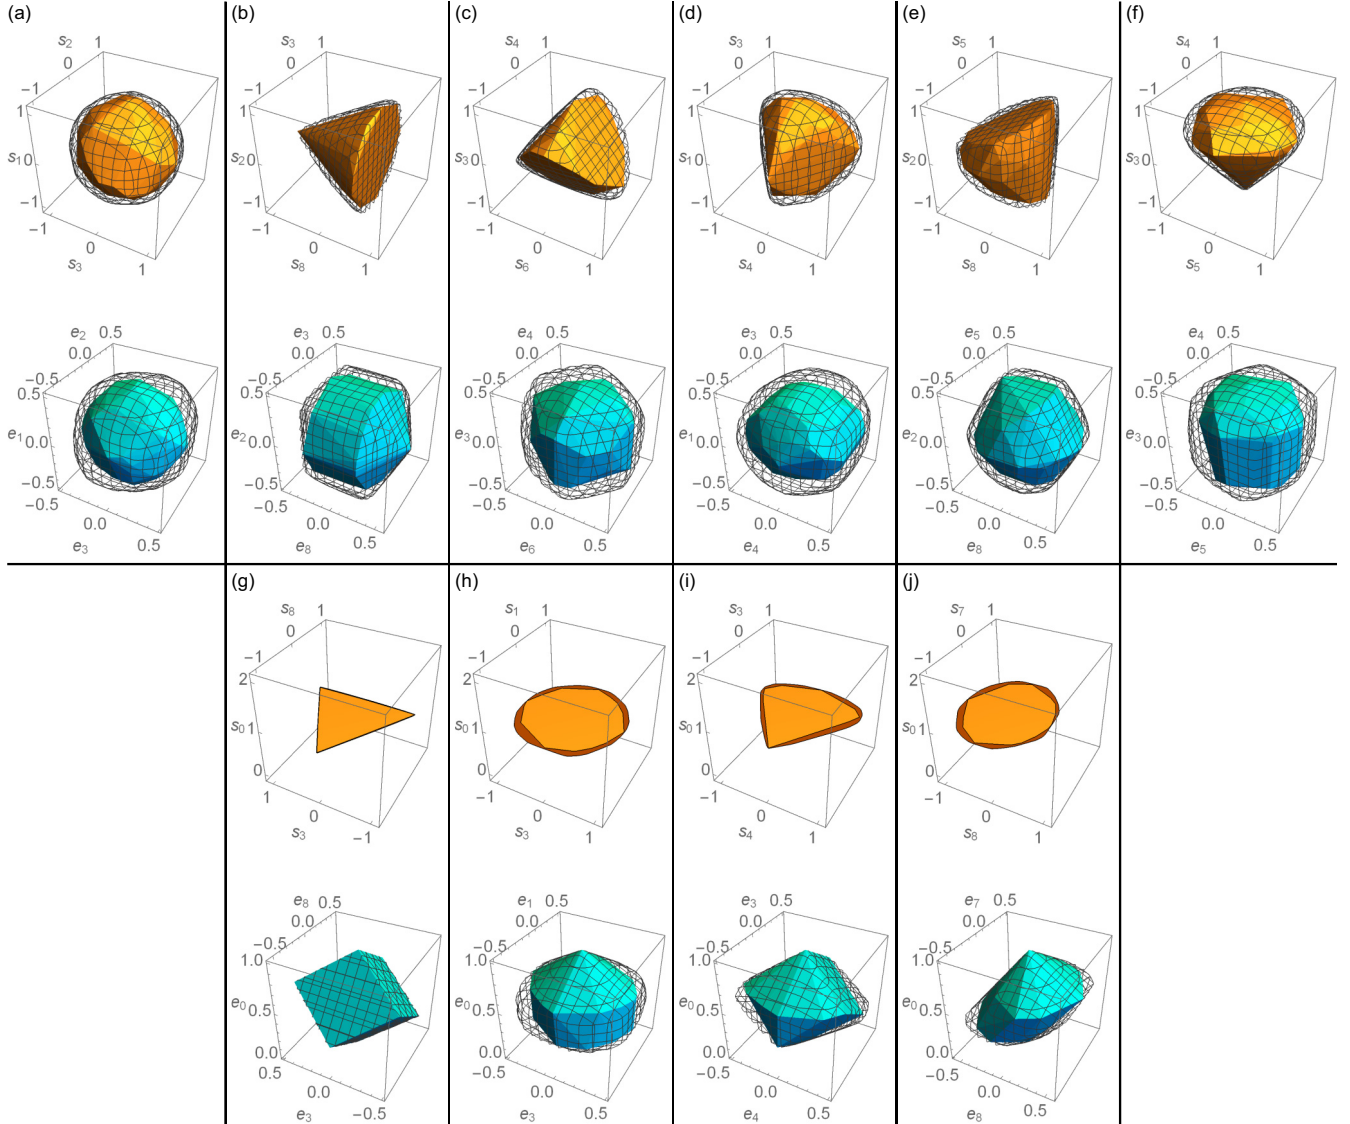 (a) (b) (c) (d) (e) (f)
s2 1 s3 1 s4 1 s3 1 s5 1 s4 1
0 0 0 0 0 0
−1 −1 −1 −1 −1 −1
1 1 1 1 1 1
s1 0 s2 0 s3 0 s1 0 s2 0 s3 0
−1 −1 −1 −1 −1 −1
−1 −1 −1 −1 −1 −1
0 0 0 0 0 0
s3 1 s8 1 s6 1 s4 1 s8 1 s5 1
e2 0.5 e3 0.5 e4 0.5 e3 0.5 e5 0.5 e4 0.5
0.0 0.0 0.0 0.0 0.0 0.0
−0.5 −0.5 −0.5 −0.5 −0.5 −0.5
0.5 0.5 0.5 0.5 0.5 0.5
e1 0.0 e2 0.0 e3 0.0 e1 0.0 e2 0.0 e3 0.0
−0.5 −0.5 −0.5 −0.5 −0.5 −0.5
−0.5 −0.5 −0.5 −0.5 −0.5 −0.5
0.0 0.0 0.0 0.0 0.0 0.0
e3 0.5 e8 0.5 e6 0.5 e4 0.5 e8 0.5 e5 0.5
(g) (h) (i) (j)
s8 1 s1 1 s3 1 s7 1
0 0 0 0
−1 −1 −1 −1
2 2 2 2
s0 1 s0 1 s0 1 s0 1
0 0 0 0
1 −1 −1 −1
0 0 0 0
s3 −1 s3 1 s4 1 s8 1
e8 0.5 e1 0.5 e3 0.5 e7 0.5
0.0 0.0 0.0 0.0
−0.5 −0.5 −0.5 −0.5
1.0 1.0 1.0 1.0
e0 0.5 e0 0.5 e0 0.5 e0 0.5
0.0 0.0 0.0 0.0
0.5 −0.5 −0.5 −0.5
0.0 0.0 0.0 0.0
e3 −0.5 e3 0.5 e4 0.5 e8 0.5